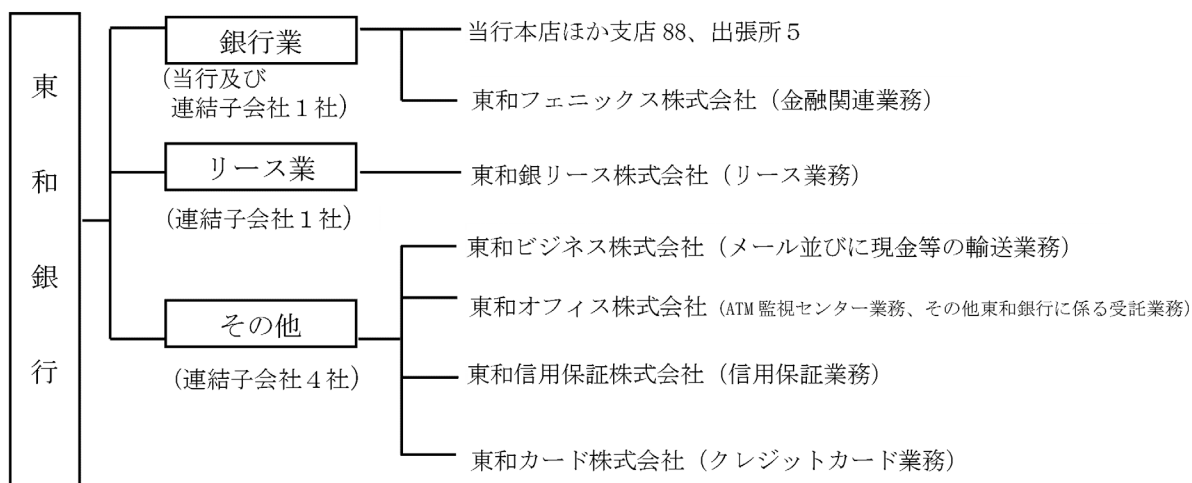 東和銀行
銀行業
(当行及び
連結子会社1社)
当行本店ほか支店 88、出張所5
東和フェニックス株式会社（金融関連業務）
リース業
(連結子会社1社)
東和銀リース株式会社（リース業務）
その他
(連結子会社4社)
東和ビジネス株式会社（メール並びに現金等の輸送業務）
東和オフィス株式会社（ATM 監視センター業務、その他東和銀行に係る受託業務）
東和信用保証株式会社（信用保証業務）
東和カード株式会社（クレジットカード業務）